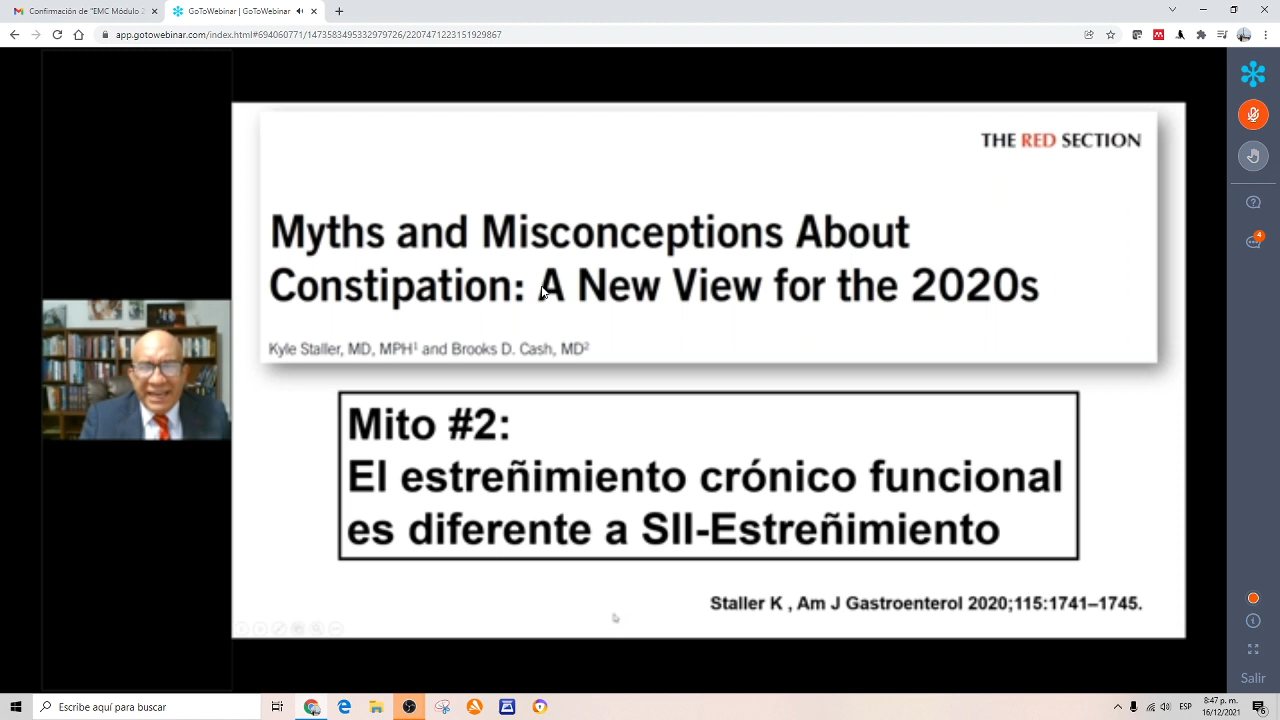 Confirmación de "EMC Módulo 2
GoToWebinar | GoToWebinar
app.gotowebinar.com/index.html#694060771/1473583495332979726/2207471223151929867
THE RED SECTION
Myths and Misconceptions About
Constipation: A New View for the 2020s
Kyle Staller, MD, MPH¹ and Brooks D. Cash, MD²
Mito #2:
El estreñimiento crónico funcional
es diferente a SII-Estreñimiento
Staller K , Am J Gastroenterol 2020;115:1741–1745.
4
Salir
Escribe aquí para buscar
ESP
8:47 p. m.
16/12/2021